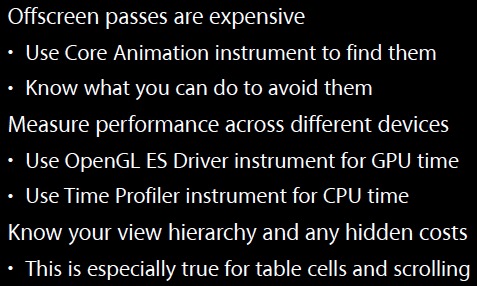 Offscreen passes are expensive
• Use Core Animation instrument to find them
• Know what you can do to avoid them
Measure performance across different devices
• Use OpenGL ES Driver instrument for GPU time
• Use Time Profiler instrument for CPU time
Know your view hierarchy and any hidden costs
• This is especially true for table cells and scrolling